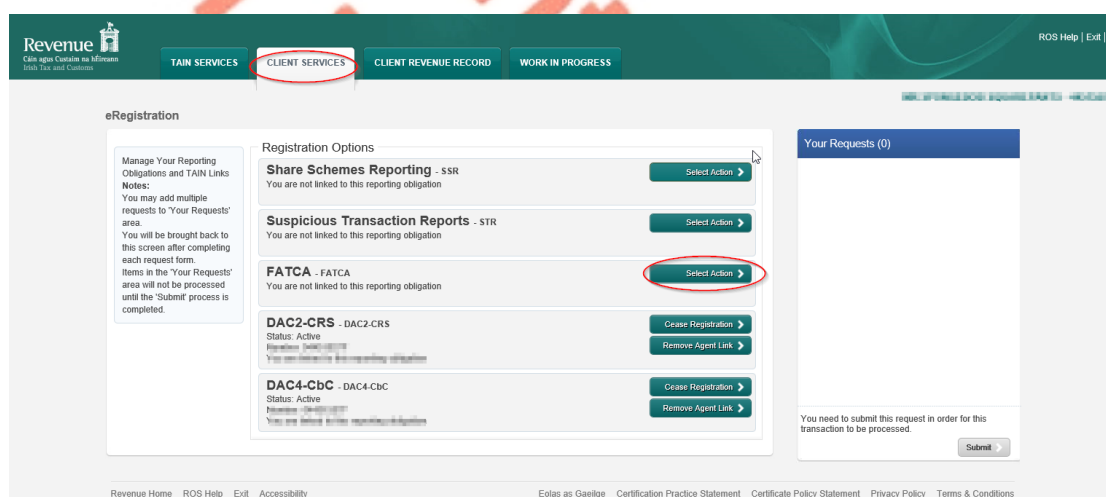 Revenue
Cáin agus Custaim na hÉireann
Irish Tax and Customs
TAIN SERVICES
CLIENT SERVICES
CLIENT REVENUE RECORD
WORK IN PROGRESS
ROS Help | Exit |
eRegistration
Manage Your Reporting
Obligations and TAIN Links
Notes:
You may add multiple
requests to 'Your Requests'
area.
You will be brought back to
this screen after completing
each request form.
Items in the 'Your Requests'
area will not be processed
until the 'Submit' process is
completed.
Registration Options
Share Schemes Reporting - SSR
You are not linked to this reporting obligation
Select Action
Suspicious Transaction Reports - STR
You are not linked to this reporting obligation
Select Action
FATCA - FATCA
You are not linked to this reporting obligation
Select Action
DAC2-CRS - DAC2-CRS
Status: Active
Cease Registration
Remove Agent Link
DAC4-CbC - DAC4-CbC
Status: Active
Cease Registration
Remove Agent Link
Your Requests (0)
You need to submit this request in order for this
transaction to be processed.
Submit
Revenue Home ROS Help Exit Accessibility
Eolas as Gaeilge Certification Practice Statement Certificate Policy Statement Privacy Policy Terms & Conditions